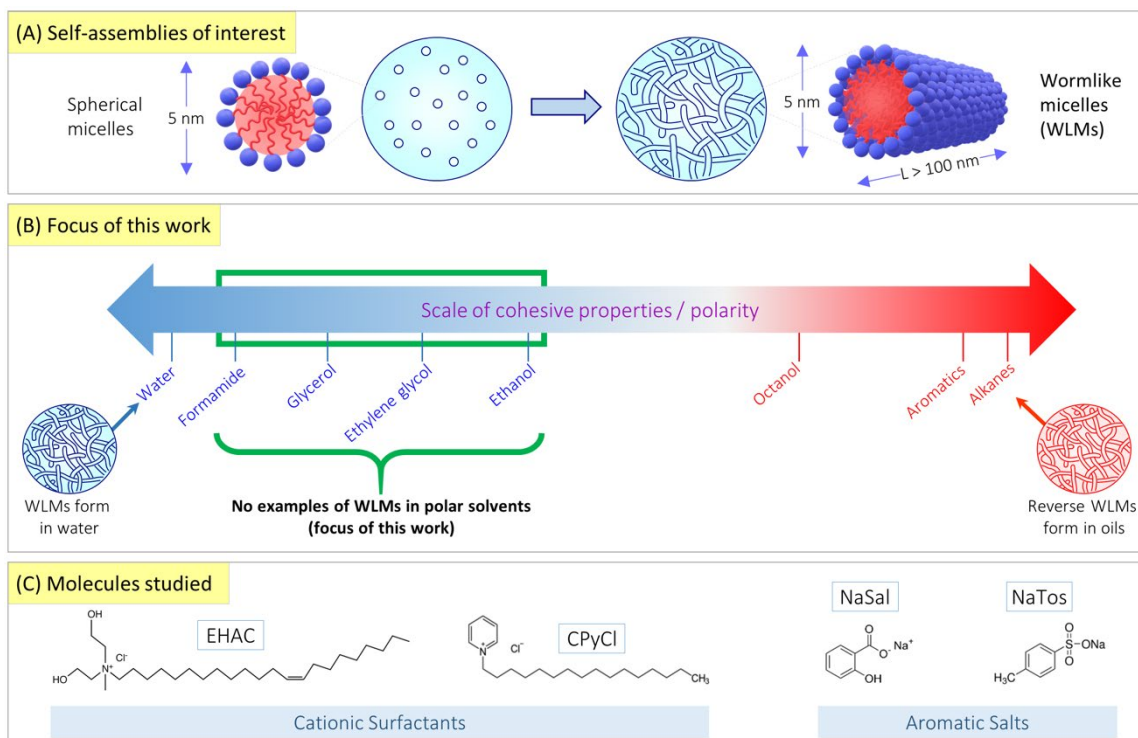 (A) Self-assemblies of interest
Spherical
micelles
5 nm
5 nm
L > 100 nm
Wormlike
micelles
(WLMs)
(B) Focus of this work
Scale of cohesive properties / polarity
Water
Formamide
Glycerol
Ethylene glycol
Ethanol
Octanol
Aromatics
Alkanes
WLMs form
in water
No examples of WLMs in polar solvents
(focus of this work)
Reverse WLMs
form in oils
(C) Molecules studied
EHAC
OH
HO
N+
Cl-
CPyCl
N+
Cl-
CH3
NaSal
O
O-
Na+
OH
NaTos
O
S
ONa
O
H3C
Cationic Surfactants
Aromatic Salts